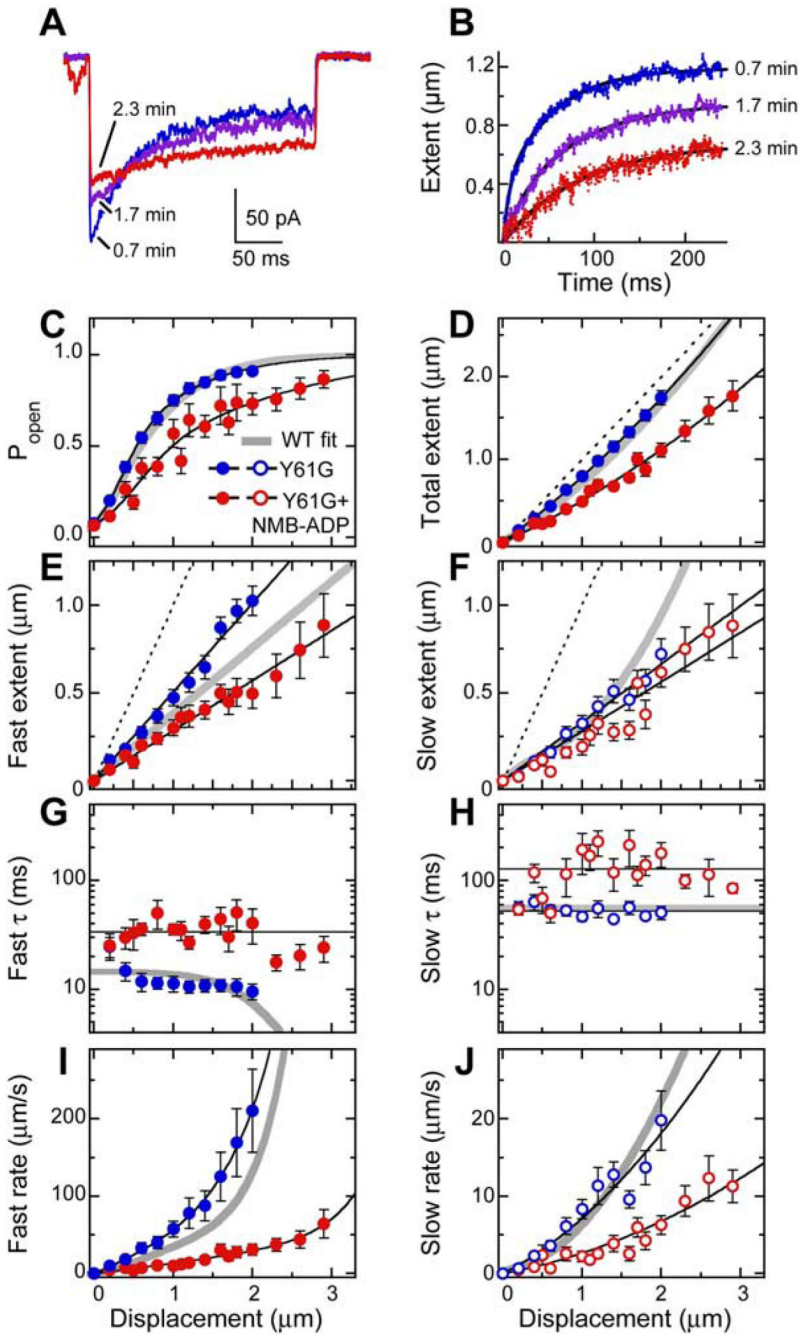 A
2.3 min
1.7 min
0.7 min
50 pA
50 ms
B
Extent (μm)
1.2
0.8
0.4
0.7 min
1.7 min
2.3 min
0
100
200
Time (ms)
C
P open
1.0
0.5
0.0
WT fit
Y61G
Y61G+
NMB-ADP
D
Total extent (μm)
2.0
1.0
0
E
Fast extent (μm)
1.0
0.5
0
F
Slow extent (μm)
1.0
0.5
0
G
Fast τ (ms)
100
10
H
Slow τ (ms)
100
10
I
Fast rate (μm/s)
200
100
0
0
1
2
3
Displacement (μm)
J
Slow rate (μm/s)
20
10
0
0
1
2
3
Displacement (μm)